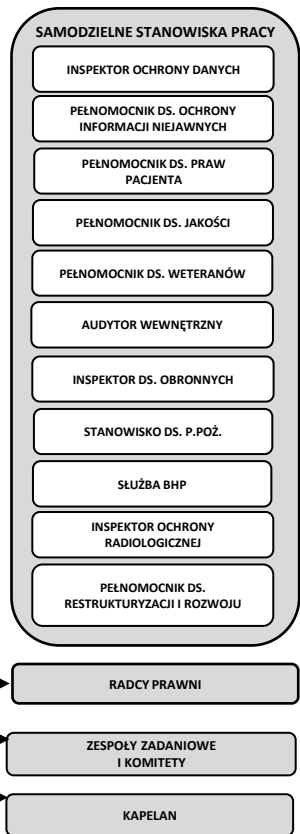 SAMODZIELNE STANOWISKA PRACY
INSPEKTOR OCHRONY DANYCH
PEŁNOMOCNIK DS. OCHRONY
INFORMACJI NIEJAWNYCH
PEŁNOMOCNIK DS. PRAW
PACJENTA
PEŁNOMOCNIK DS. JAKOŚCI
PEŁNOMOCNIK DS. WETERANÓW
AUDYTOR WEWNĘTRZNY
INSPEKTOR DS. OBRONNYCH
STANOWISKO DS. P.POŻ.
SŁUŻBA BHP
INSPEKTOR OCHRONY
RADIOLOGICZNEJ
PEŁNOMOCNIK DS.
RESTRUKTURYZACJI I ROZWOJU
RADCY PRAWNI
ZESPOŁY ZADANIOWE
I KOMITETY
KAPELAN